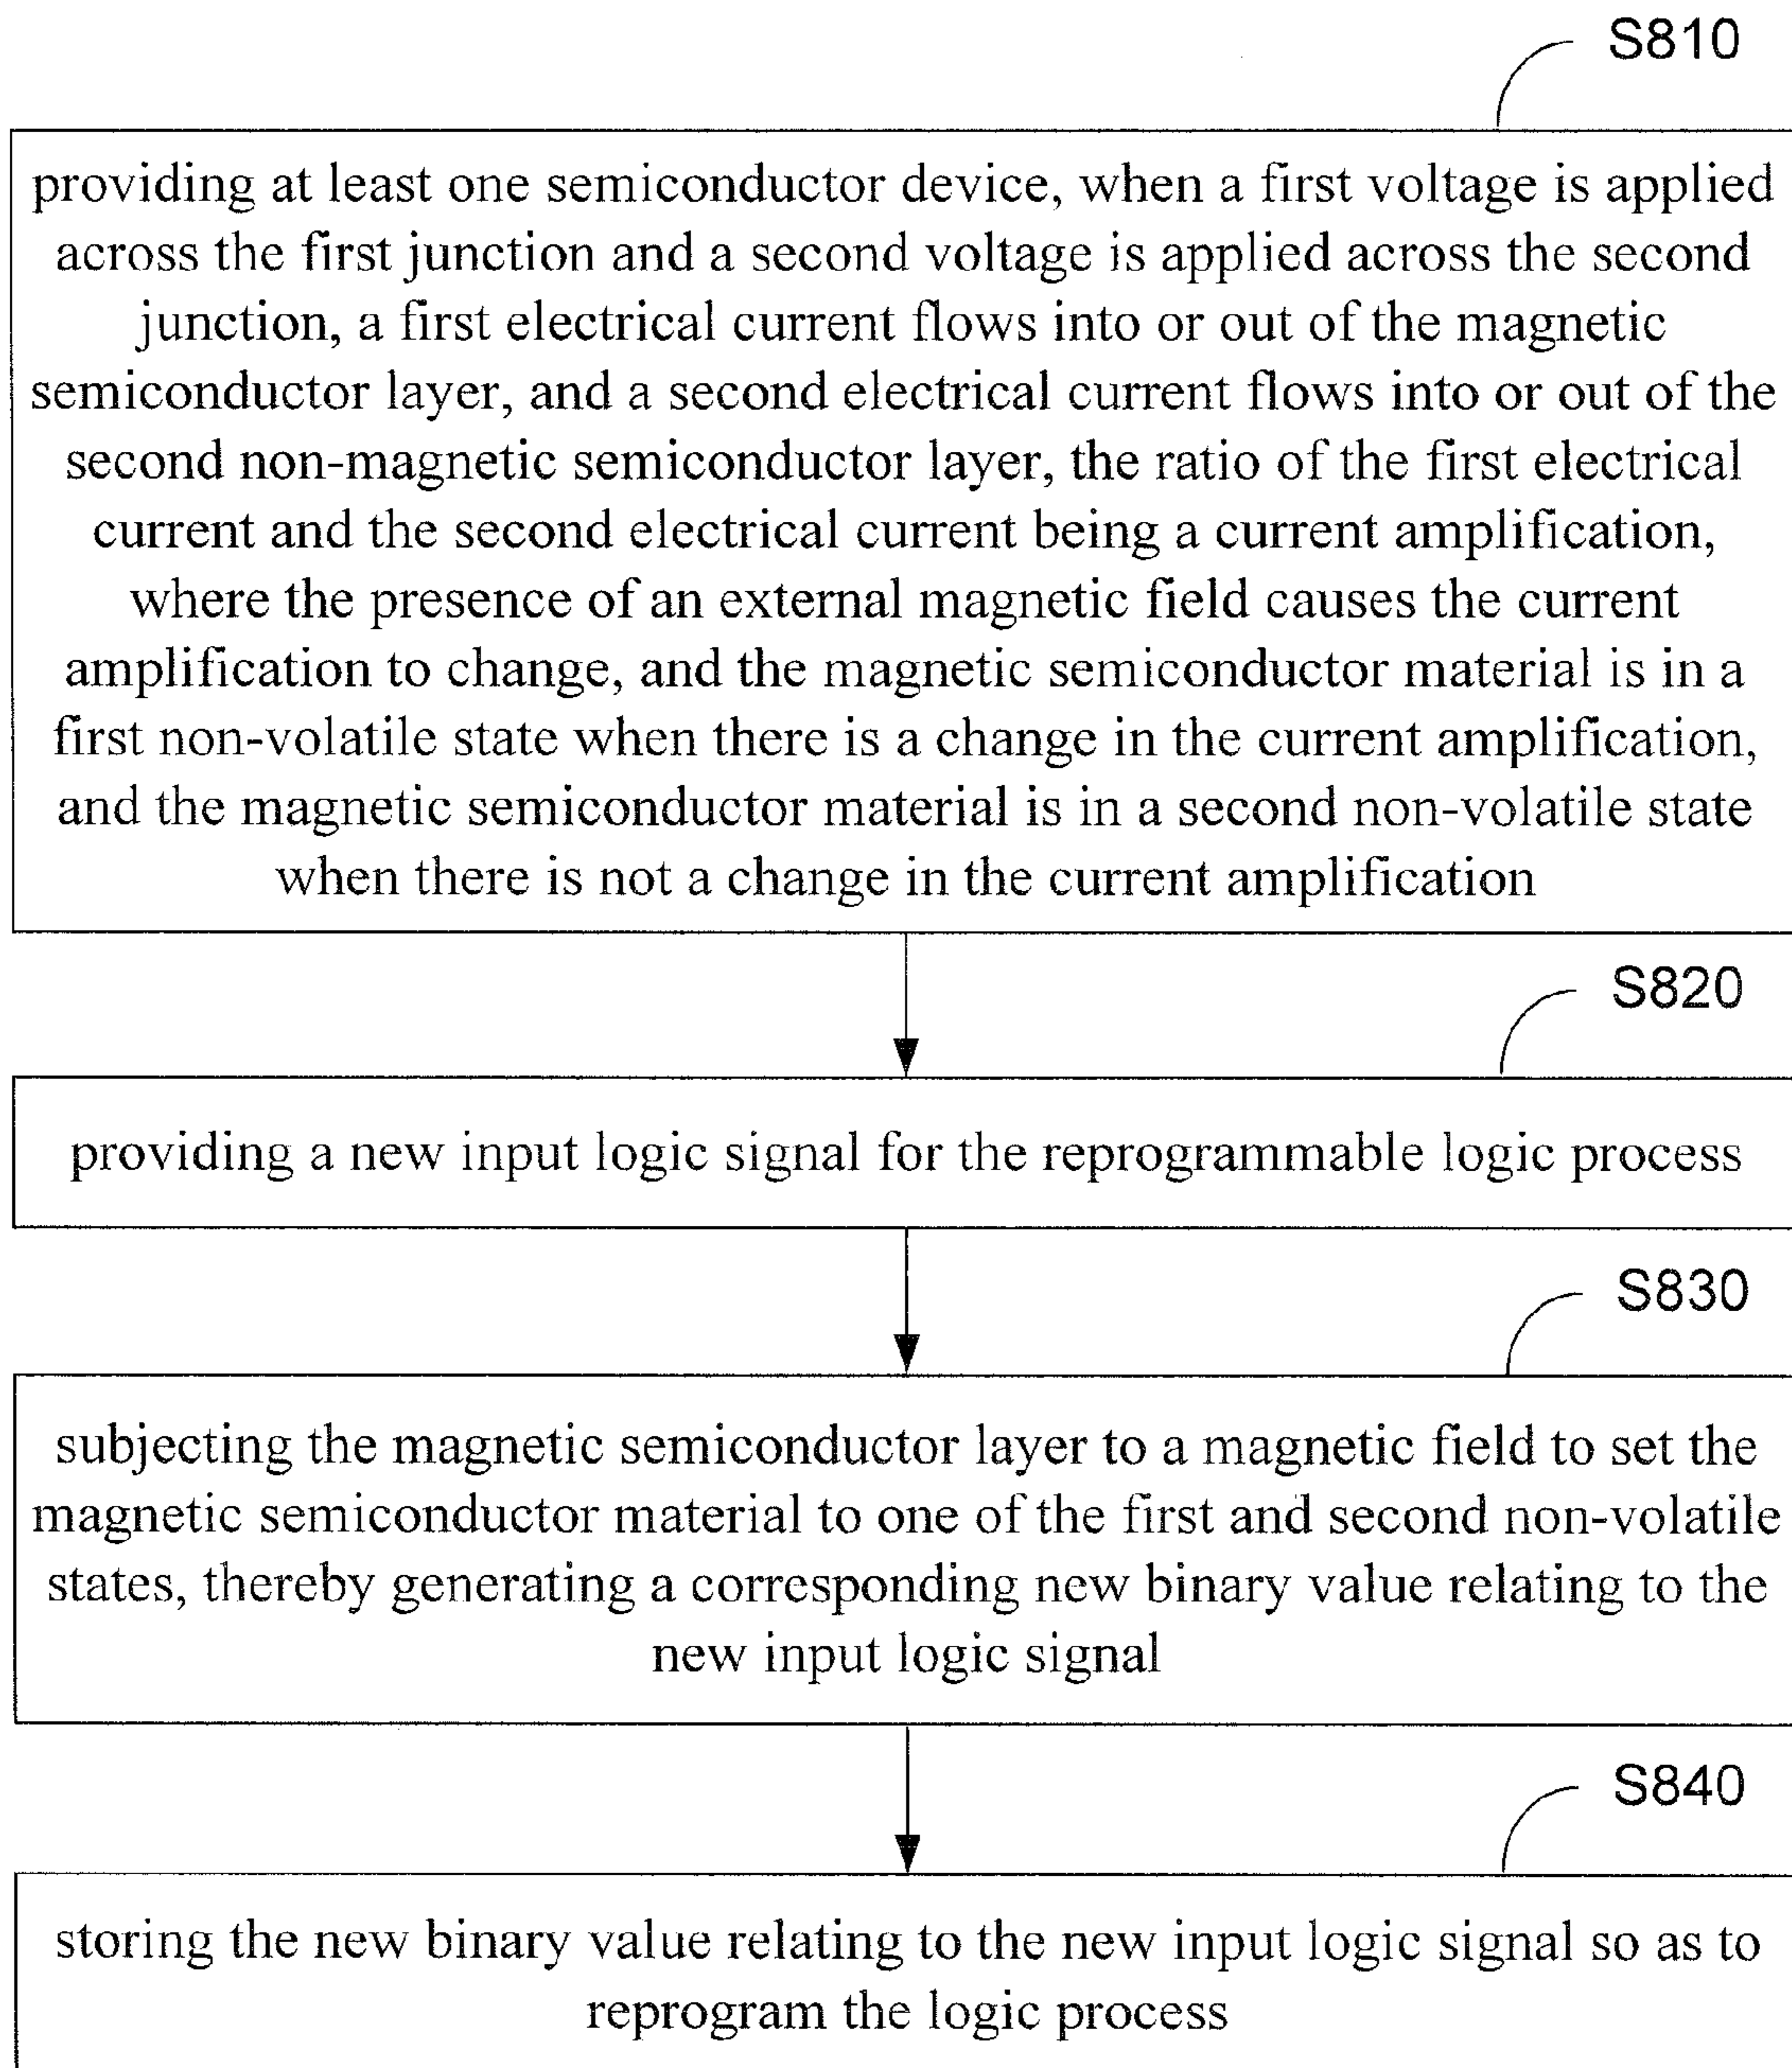 S810
providing at least one semiconductor device, when a first voltage is applied
across the first junction and a second voltage is applied across the second
junction, a first electrical current flows into or out of the magnetic
semiconductor layer, and a second electrical current flows into or out of the
second non-magnetic semiconductor layer, the ratio of the first electrical
current and the second electrical current being a current amplification,
where the presence of an external magnetic field causes the current
amplification to change, and the magnetic semiconductor material is in a
first non-volatile state when there is a change in the current amplification,
and the magnetic semiconductor material is in a second non-volatile state
when there is not a change in the current amplification
S820
providing a new input logic signal for the reprogrammable logic process
S830
subjecting the magnetic semiconductor layer to a magnetic field to set the
magnetic semiconductor material to one of the first and second non-volatile
states, thereby generating a corresponding new binary value relating to the
new input logic signal
S840
storing the new binary value relating to the new input logic signal so as to
reprogram the logic process